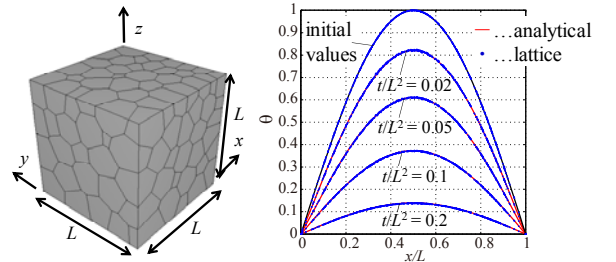 z
L
x
y
L
L
initial
values
…analytical
…lattice
t/L² = 0.02
t/L² = 0.05
t/L² = 0.1
t/L² = 0.2
θ
1
0.9
0.8
0.7
0.6
0.5
0.4
0.3
0.2
0.1
0
0 0.2 0.4 0.6 0.8 1
x/L